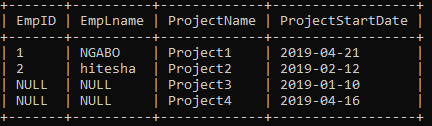 | EmpID | EmpLname | ProjectName | ProjectStartDate |
| 1 | NGABO | Project1 | 2019-04-21 |
| 2 | hitesha | Project2 | 2019-02-12 |
| NULL | NULL | Project3 | 2019-01-10 |
| NULL | NULL | Project4 | 2019-04-16 |